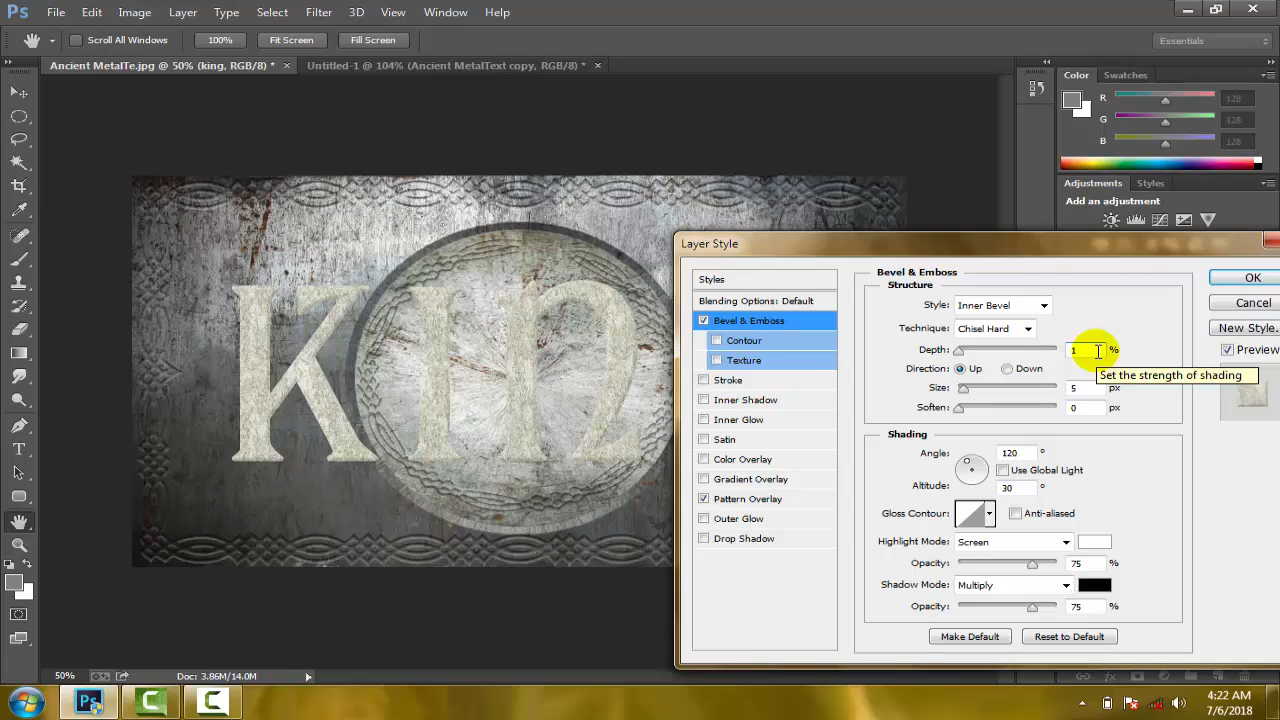 Ps File Edit Image Layer Type Select Filter 3D View Window Help
Scroll All Windows 100% Fit Screen Fill Screen Essentials
Ancient MetalTe.jpg @ 50% (king, RGB/8) * × Untitled-1 @ 104% (Ancient MetalText copy, RGB/8) * ×
Color Swatches
R 128
G 128
B 128
Adjustments Styles
Add an adjustment
KIN
Layer Style
Styles
Blending Options: Default
Bevel & Emboss
Contour
Texture
Stroke
Inner Shadow
Inner Glow
Satin
Color Overlay
Gradient Overlay
Pattern Overlay
Outer Glow
Drop Shadow
Bevel & Emboss
Structure
Style: Inner Bevel
Technique: Chisel Hard
Depth: 1 %
Direction: Up Down
Set the strength of shading
Size: 5 px
Soften: 0 px
Shading
Angle: 120 °
Use Global Light
Altitude: 30 °
Gloss Contour: Anti-aliased
Highlight Mode: Screen
Opacity: 75 %
Shadow Mode: Multiply
Opacity: 75 %
Make Default Reset to Default
OK
Cancel
New Style...
Preview
50% Doc: 3.86M/14.0M
fx
Ps
4:22 AM
7/6/2018